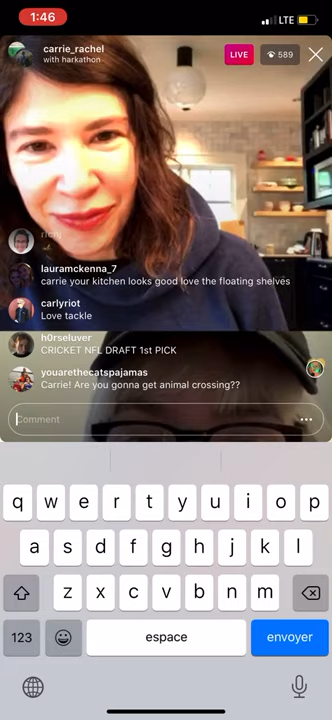 1:46
LTE
carrie_rachel
with harkathon
LIVE
589
lauramckenna_7
carrie your kitchen looks good love the floating shelves
carlyriot
Love tackle
h0rseluver
CRICKET NFL DRAFT 1st PICK
youarethecatspajamas
Carrie! Are you gonna get animal crossing??
Comment
q w e r t y u i o p
a s d f g h j k l
z x c v b n m
123 espace envoyer